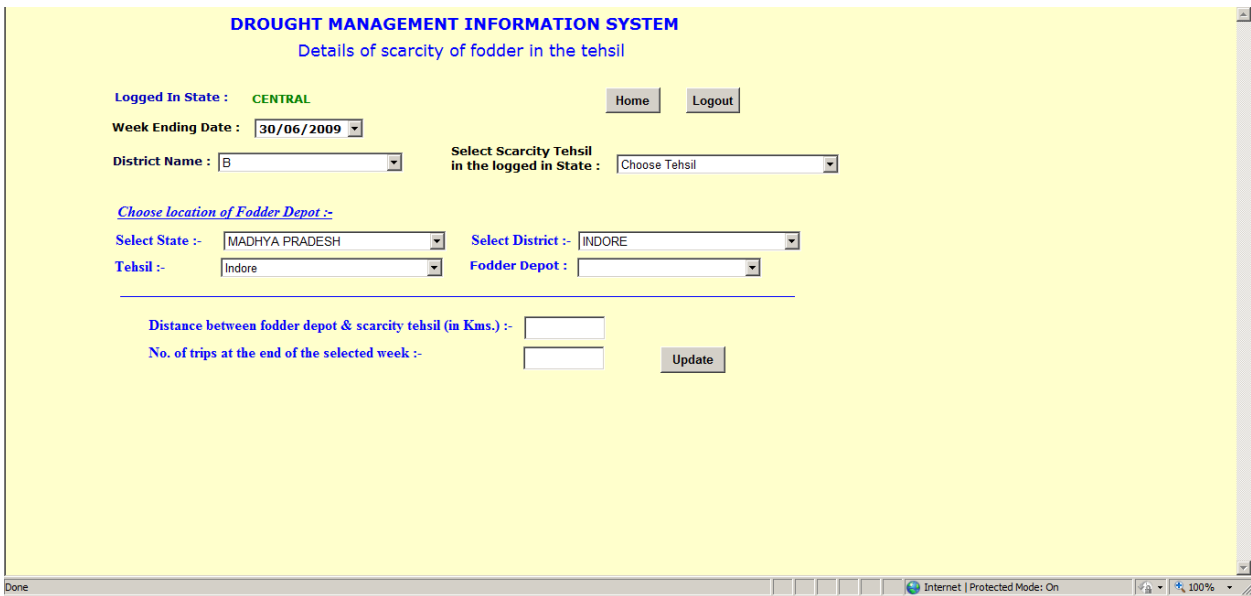 DROUGHT MANAGEMENT INFORMATION SYSTEM
Details of scarcity of fodder in the tehsil
Logged In State : CENTRAL Home Logout
Week Ending Date : 30/06/2009
District Name : B Select Scarcity Tehsil
in the logged in State : Choose Tehsil
Choose location of Fodder Depot :-
Select State :- MADHYA PRADESH Select District :- INDORE
Tehsil :- Indore Fodder Depot :
Distance between fodder depot & scarcity tehsil (in Kms.) :-
No. of trips at the end of the selected week :- Update
Done Internet | Protected Mode: On 100%